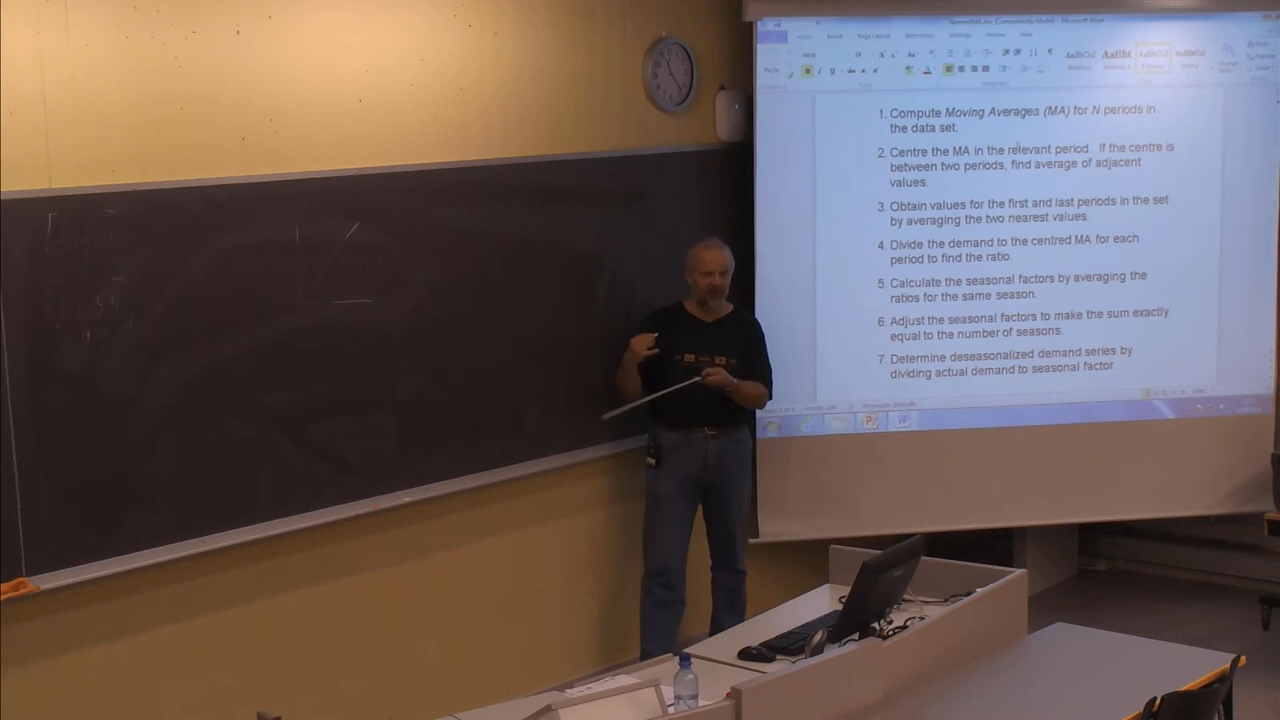 1. Compute Moving Averages (MA) for N periods in
the data set.
2. Centre the MA in the relevant period. If the centre is
between two periods, find average of adjacent
values.
3. Obtain values for the first and last periods in the set
by averaging the two nearest values.
4. Divide the demand to the centred MA for each
period to find the ratio.
5. Calculate the seasonal factors by averaging the
ratios for the same season.
6. Adjust the seasonal factors to make the sum exactly
equal to the number of seasons.
7. Determine deseasonalized demand series by
dividing actual demand to seasonal factor.